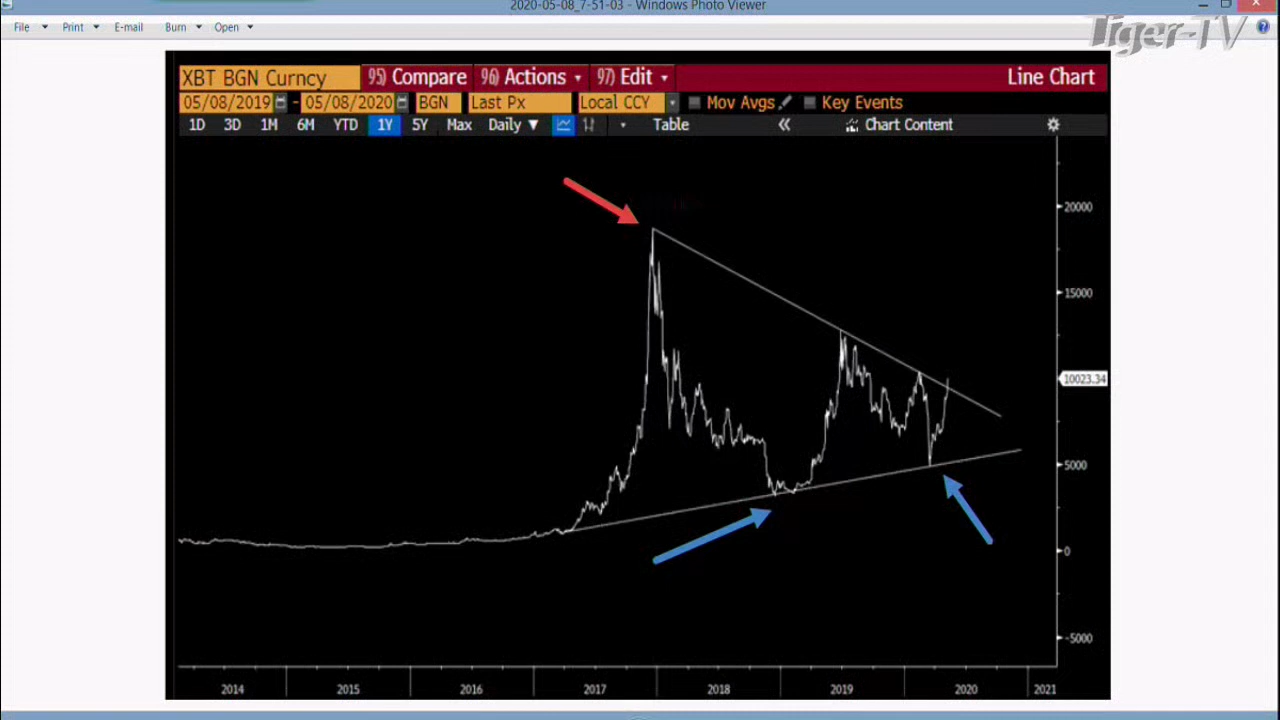 2020-05-08_7-51-03 - Windows Photo Viewer
File Print E-mail Burn Open
Tiger-TV
XBT BGN Curncy 95) Compare 96) Actions 97) Edit Line Chart
05/08/2019 - 05/08/2020 BGN Last Px Local CCY Mov Avgs Key Events
1D 3D 1M 6M YTD 1Y 5Y Max Daily Table Chart Content
20000
15000
10023.34
5000
0
-5000
2014 2015 2016 2017 2018 2019 2020 2021